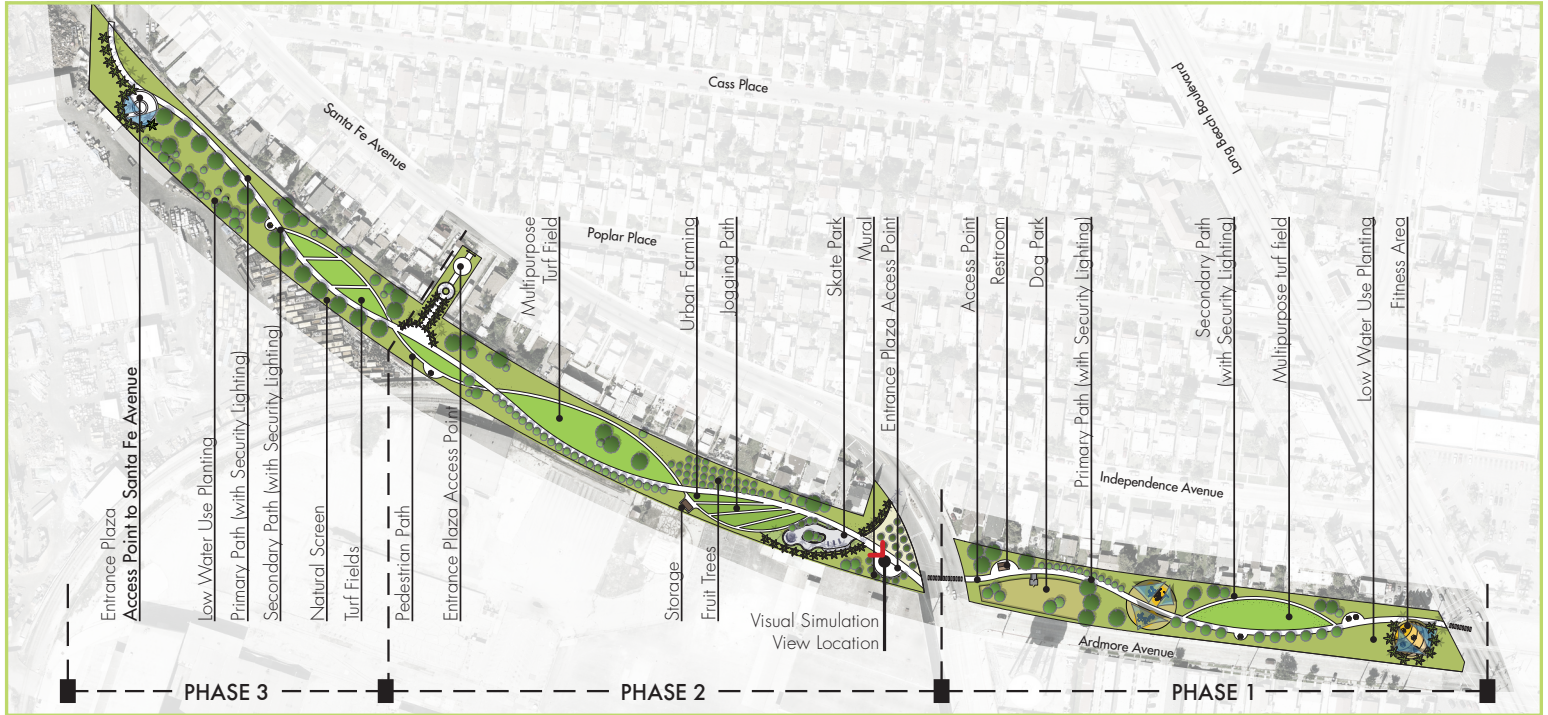 Cass Place
Long Beach Boulevard
Santa Fe Avenue
Poplar Place
Independence Avenue
Ardmore Avenue
Entrance Plaza
Access Point to Santa Fe Avenue
Low Water Use Planting
Primary Path (with Security Lighting)
Secondary Path (with Security Lighting)
Natural Screen
Turf Fields
Pedestrian Path
Entrance Plaza Access Point
Multipurpose
Turf Field
Storage
Urban Farming
Fruit Trees
Jogging Path
Skate Park
Mural
Entrance Plaza Access Point
Visual Simulation
View Location
Access Point
Restroom
Dog Park
Primary Path (with Security Lighting)
Secondary Path
(with Security Lighting)
Multipurpose turf field
Low Water Use Planting
Fitness Area
PHASE 3
PHASE 2
PHASE 1